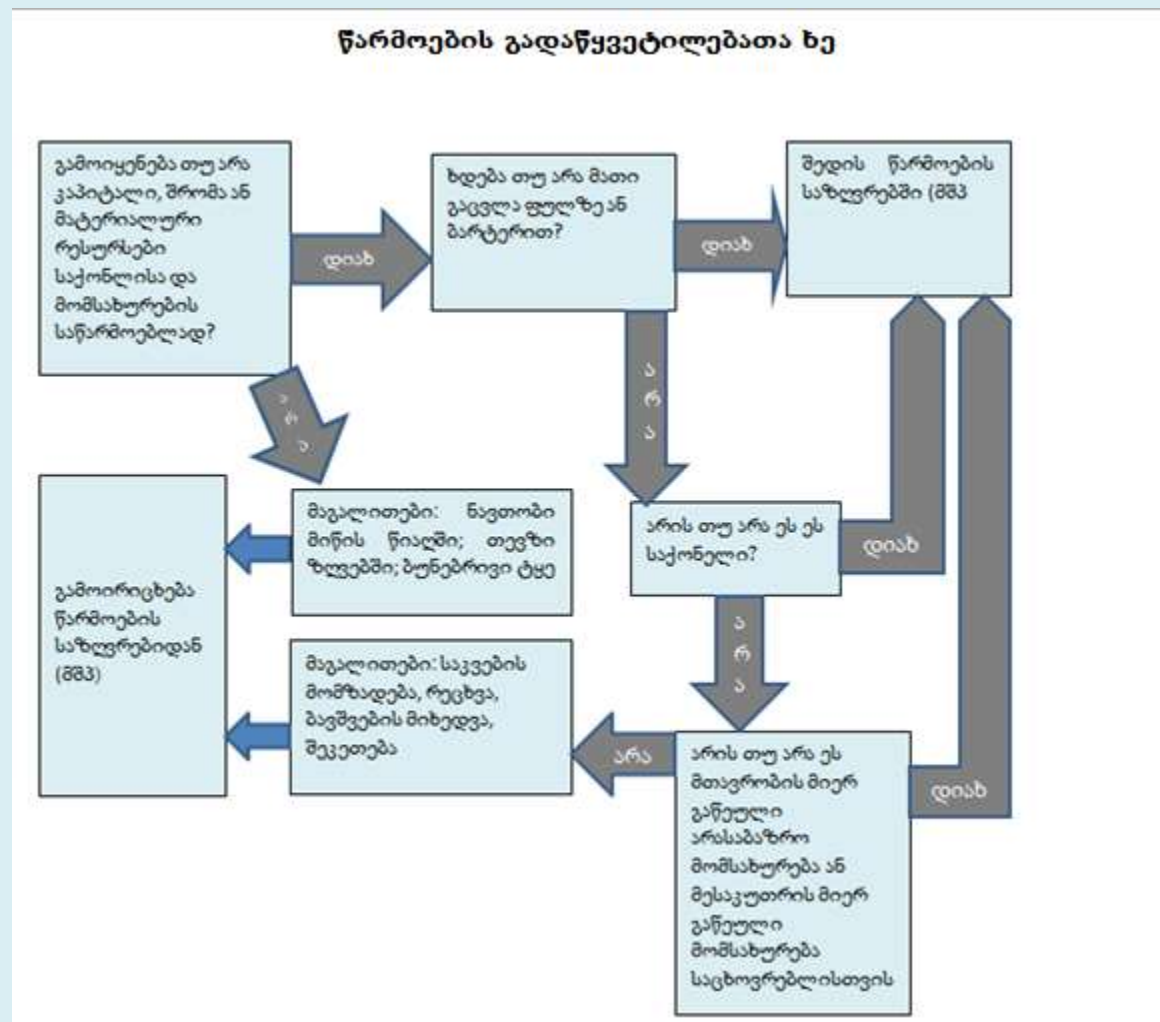 წარმოების გადაწყვეტილებათა ხე
გამოიყენება თუ არა
კაპიტალი, შრომა ან
მატერიალური
რესურსები
საქონლისა და
მომსახურების
საწარმოებლად?
დიახ
ხდება თუ არა მათი
გაცვლა ფულზე ან
ბარტერით?
დიახ
შედის წარმოების
საზღვრებში (მშპ
არა
არა
არის თუ არა ეს ეს
საქონელი?
დიახ
მაგალითები: ნავთობი
მიწის წიაღში; თევზი
ზღვებში; ბუნებრივი ტყე
გამოირიცხება
წარმოების
საზღვრებიდან
(მშპ)
არა
მაგალითები: საკვების
მომზადება, რეცხვა,
ბავშვების მიხედვა,
შეკეთება
არა
არის თუ არა ეს
მთავრობის მიერ
გაწეული
არასაბაზრო
მომსახურება ან
მესაკუთრის მიერ
გაწეული
მომსახურება
საცხოვრებლისთვის
დიახ